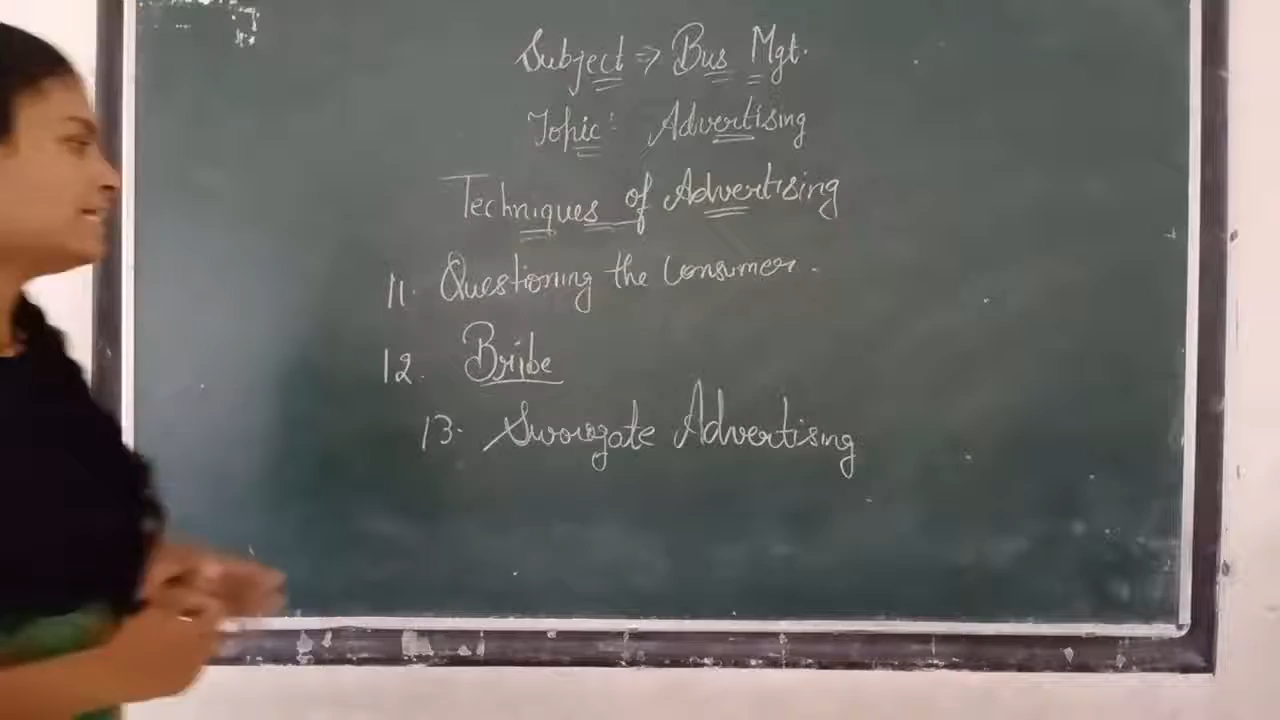 Subject ⇒ Bus Mgt.
Topic: Advertising
Techniques of Advertising
11. Questioning the Consumer.
12. Bribe
13. Surrogate Advertising